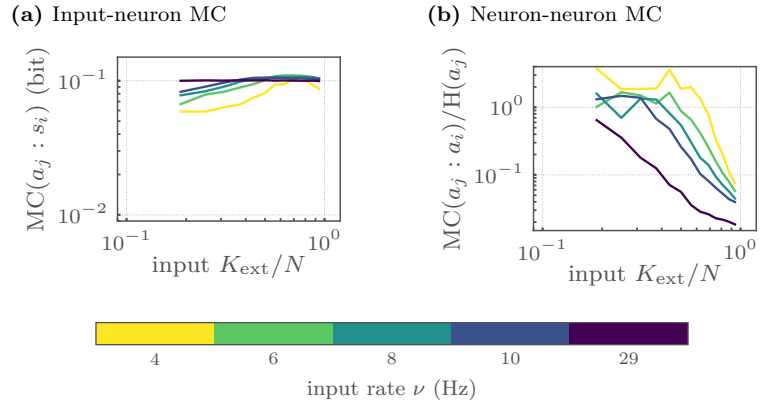 (a) Input-neuron MC
MC(a_j : s_i) (bit)
10^{-1}
10^{-2}
10^{-1}
10^0
input K_ext/N
(b) Neuron-neuron MC
MC(a_j : a_i)/H(a_j)
10^0
10^{-1}
10^{-1}
10^0
input K_ext/N
4 6 8 10 29
input rate ν (Hz)